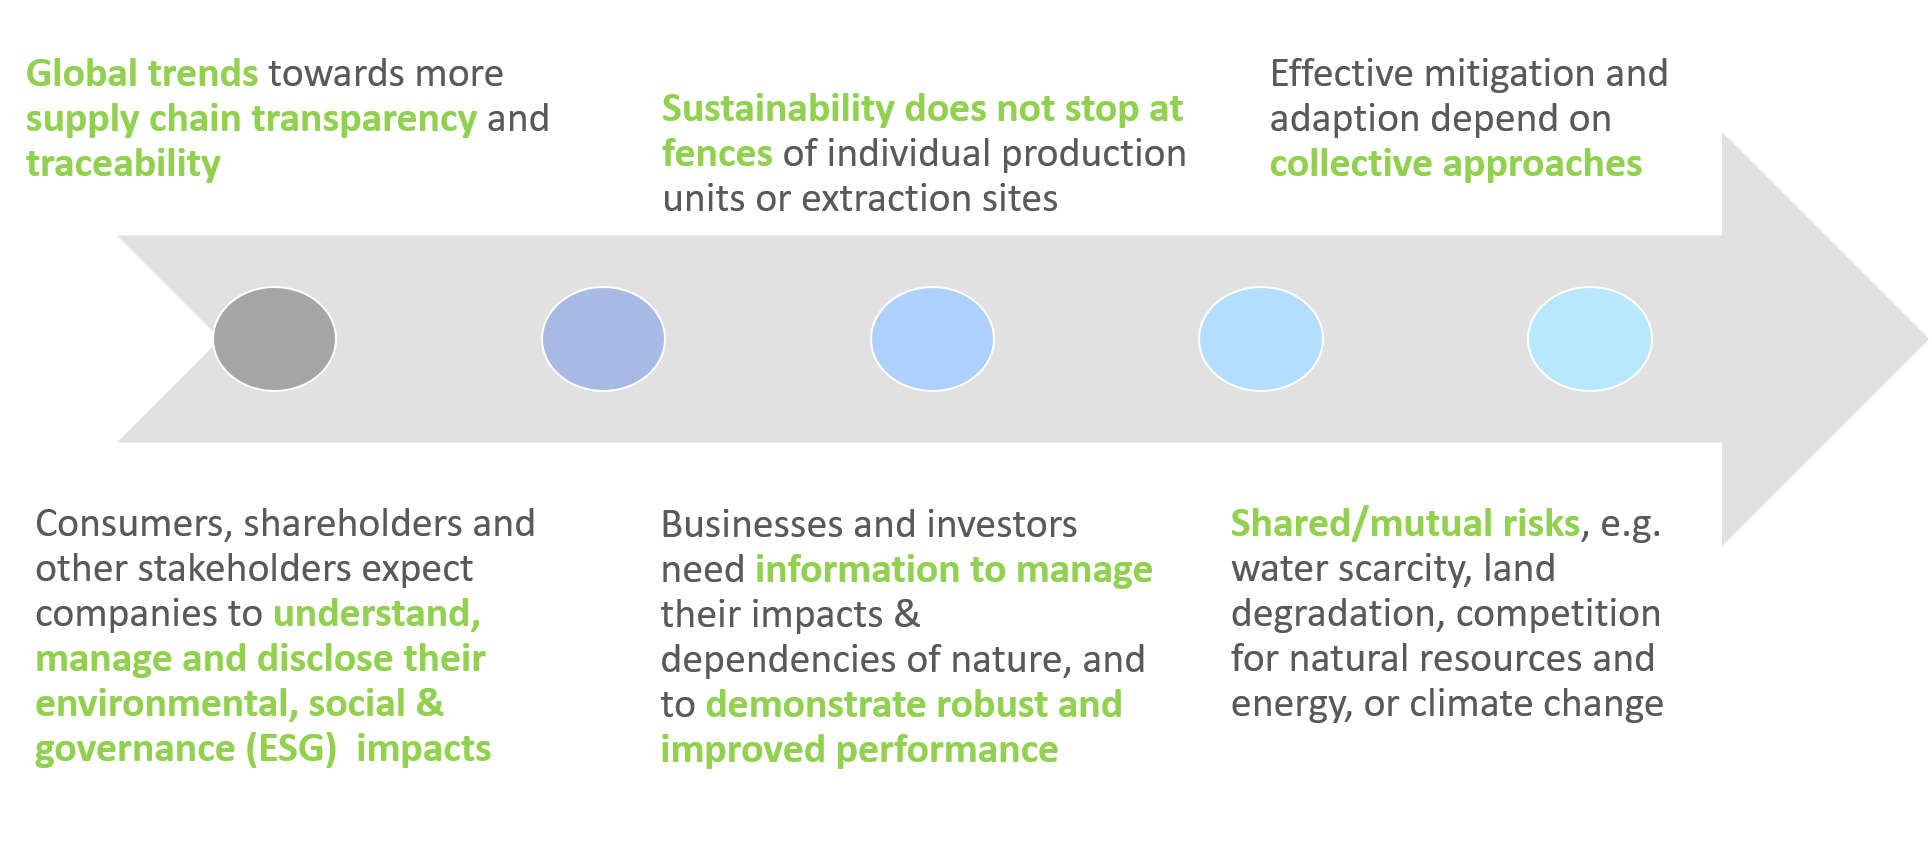 Global trends towards more
supply chain transparency and
traceability
Sustainability does not stop at
fences of individual production
units or extraction sites
Effective mitigation and
adaption depend on
collective approaches
Consumers, shareholders and
other stakeholders expect
companies to understand,
manage and disclose their
environmental, social &
governance (ESG)  impacts
Businesses and investors
need information to manage
their impacts &
dependencies of nature, and
to demonstrate robust and
improved performance
Shared/mutual risks, e.g.
water scarcity, land
degradation, competition
for natural resources and
energy, or climate change